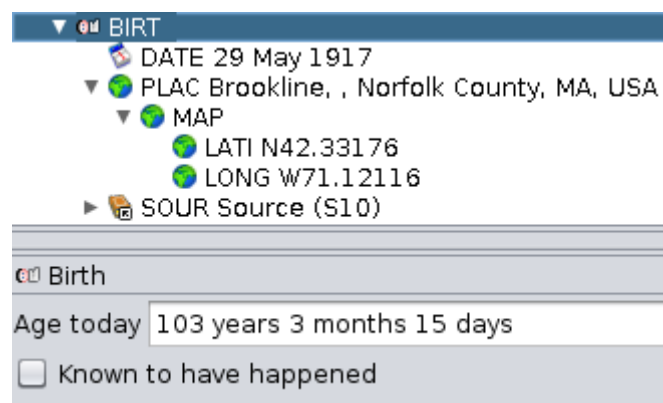 BIRT
DATE 29 May 1917
PLAC Brookline, , Norfolk County, MA, USA
MAP
LATI N42.33176
LONG W71.12116
SOUR Source (S10)
Birth
Age today 103 years 3 months 15 days
Known to have happened